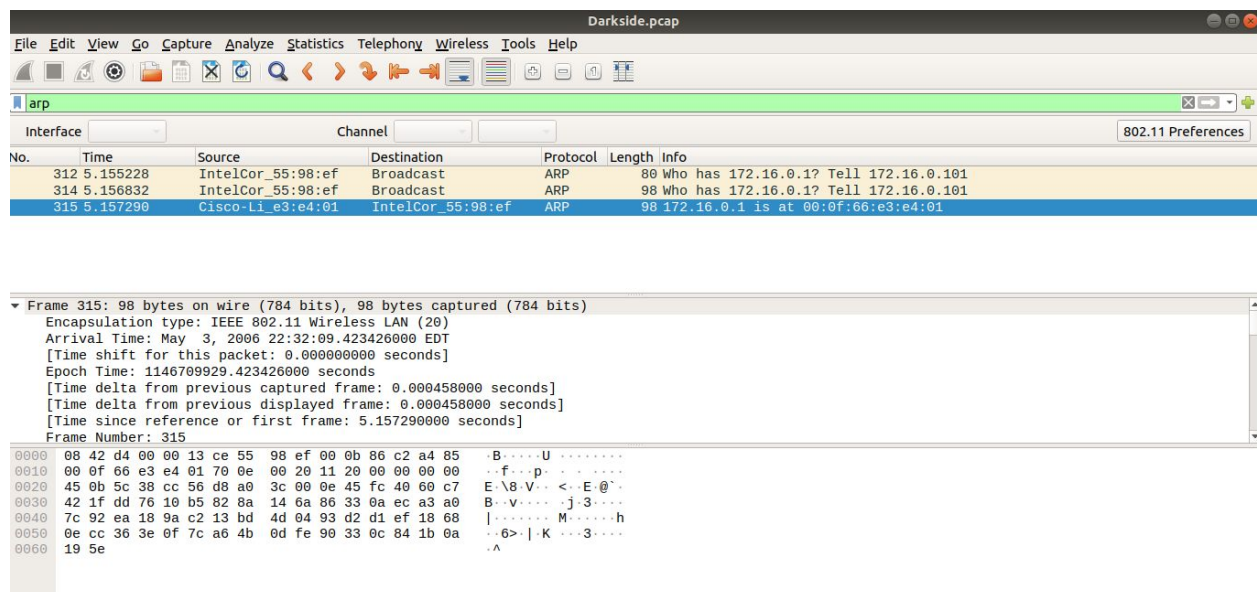 Darkside.pcap
File Edit View Go Capture Analyze Statistics Telephony Wireless Tools Help
arp
Interface Channel 802.11 Preferences
No. Time Source Destination Protocol Length Info
312 5.155228 IntelCor_55:98:ef Broadcast ARP 80 Who has 172.16.0.1? Tell 172.16.0.101
314 5.156832 IntelCor_55:98:ef Broadcast ARP 98 Who has 172.16.0.1? Tell 172.16.0.101
315 5.157290 Cisco-Li_e3:e4:01 IntelCor_55:98:ef ARP 98 172.16.0.1 is at 00:0f:66:e3:e4:01
Frame 315: 98 bytes on wire (784 bits), 98 bytes captured (784 bits)
Encapsulation type: IEEE 802.11 Wireless LAN (20)
Arrival Time: May  3, 2006 22:32:09.423426000 EDT
[Time shift for this packet: 0.000000000 seconds]
Epoch Time: 1146709929.423426000 seconds
[Time delta from previous captured frame: 0.000458000 seconds]
[Time delta from previous displayed frame: 0.000458000 seconds]
[Time since reference or first frame: 5.157290000 seconds]
Frame Number: 315
0000 08 42 d4 00 00 13 ce 55 98 ef 00 0b 86 c2 a4 85 ·B·····U ········
0010 00 0f 66 e3 e4 01 70 0e 00 20 11 20 00 00 00 00 ··f···p· · · ····
0020 45 0b 5c 38 cc 56 d8 a0 3c 00 0e 45 fc 40 60 c7 E·\8·V·· <··E·@`·
0030 42 1f dd 76 10 b5 82 8a 14 6a 86 33 0a ec a3 a0 B··v···· ·j·3····
0040 7c 92 ea 18 9a c2 13 bd 4d 04 93 d2 d1 ef 18 68 |······· M······h
0050 0e cc 36 3e 0f 7c a6 4b 0d fe 90 33 0c 84 1b 0a ··6>·|·K ···3····
0060 19 5e ·^